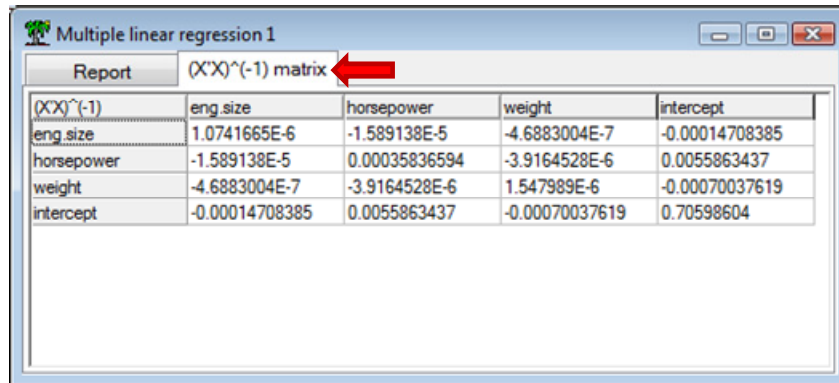 Multiple linear regression 1
Report (X'X)^(-1) matrix
(X'X)^(-1) eng.size horsepower weight intercept
eng.size 1.0741665E-6 -1.589138E-5 -4.6883004E-7 -0.00014708385
horsepower -1.589138E-5 0.00035836594 -3.9164528E-6 0.0055863437
weight -4.6883004E-7 -3.9164528E-6 1.547989E-6 -0.00070037619
intercept -0.00014708385 0.0055863437 -0.00070037619 0.70598604